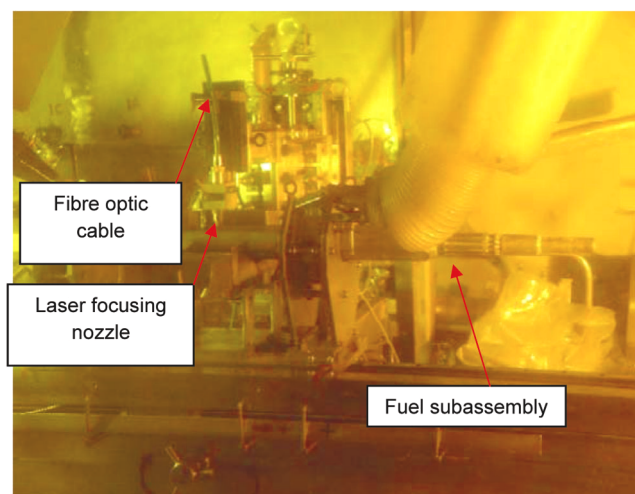 Fibre optic
cable
Laser focusing
nozzle
Fuel subassembly